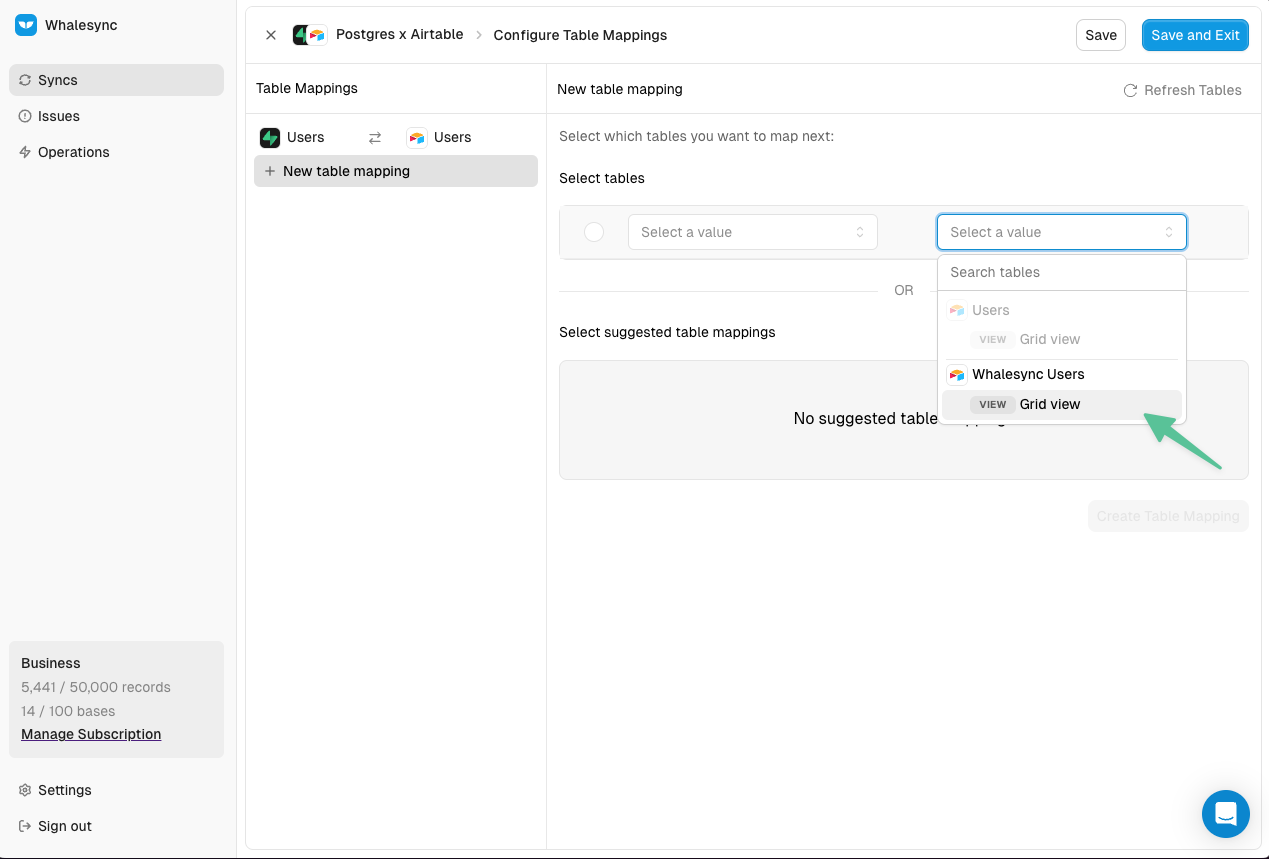 Whalesync
Syncs
Issues
Operations
Business
5,441 / 50,000 records
14 / 100 bases
Manage Subscription
Settings
Sign out
Postgres x Airtable
Configure Table Mappings
Save
Save and Exit
Table Mappings
Users
Users
New table mapping
New table mapping
Refresh Tables
Select which tables you want to map next:
Select tables
Select a value
Select a value
Search tables
Users
VIEW Grid view
Whalesync Users
VIEW Grid view
OR
Select suggested table mappings
No suggested table
Create Table Mapping